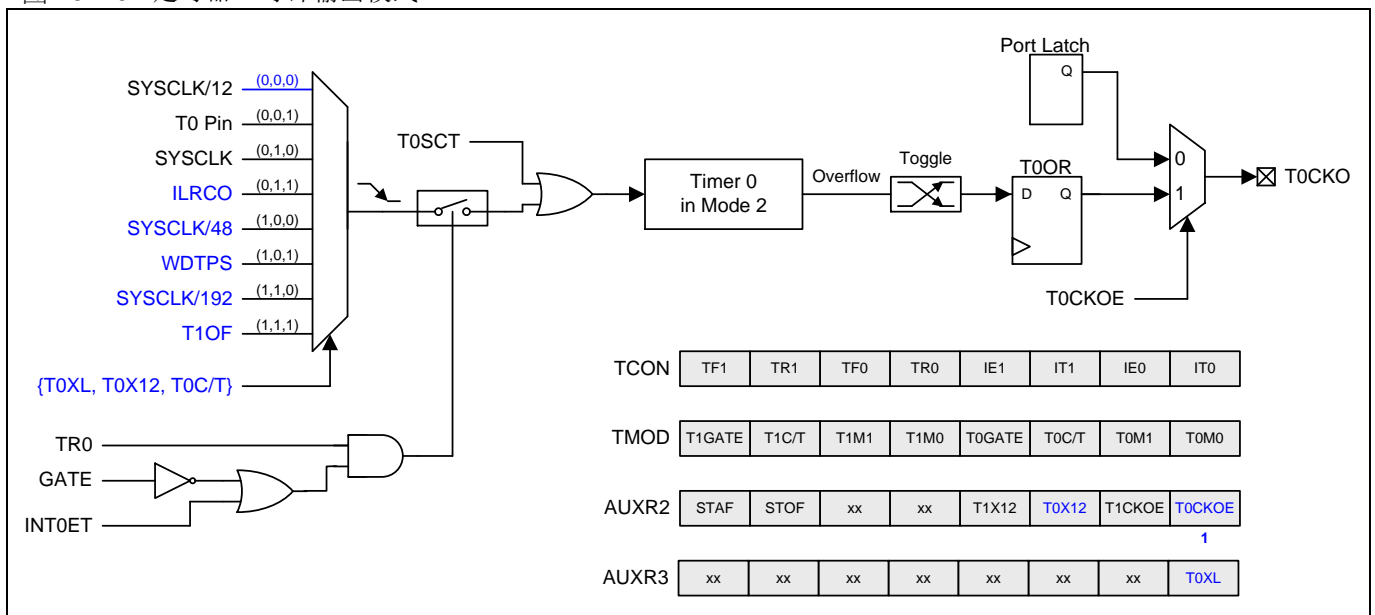 Port Latch
Q
SYSCLK/12 (0,0,0)
T0 Pin (0,0,1)
SYSCLK (0,1,0)
ILRCO (0,1,1)
SYSCLK/48 (1,0,0)
WDTPS (1,0,1)
SYSCLK/192 (1,1,0)
T1OF (1,1,1)
{T0XL, T0X12, T0C/T}
T0SCT
Timer 0
in Mode 2
Overflow
Toggle
T0OR
D Q
0
1
T0CKO
T0CKOE
TR0
GATE
INT0ET
TCON TF1 TR1 TF0 TR0 IE1 IT1 IE0 IT0
TMOD T1GATE T1C/T T1M1 T1M0 T0GATE T0C/T T0M1 T0M0
AUXR2 STAF STOF xx xx T1X12 T0X12 T1CKOE T0CKOE
1
AUXR3 xx xx xx xx xx xx xx T0XL